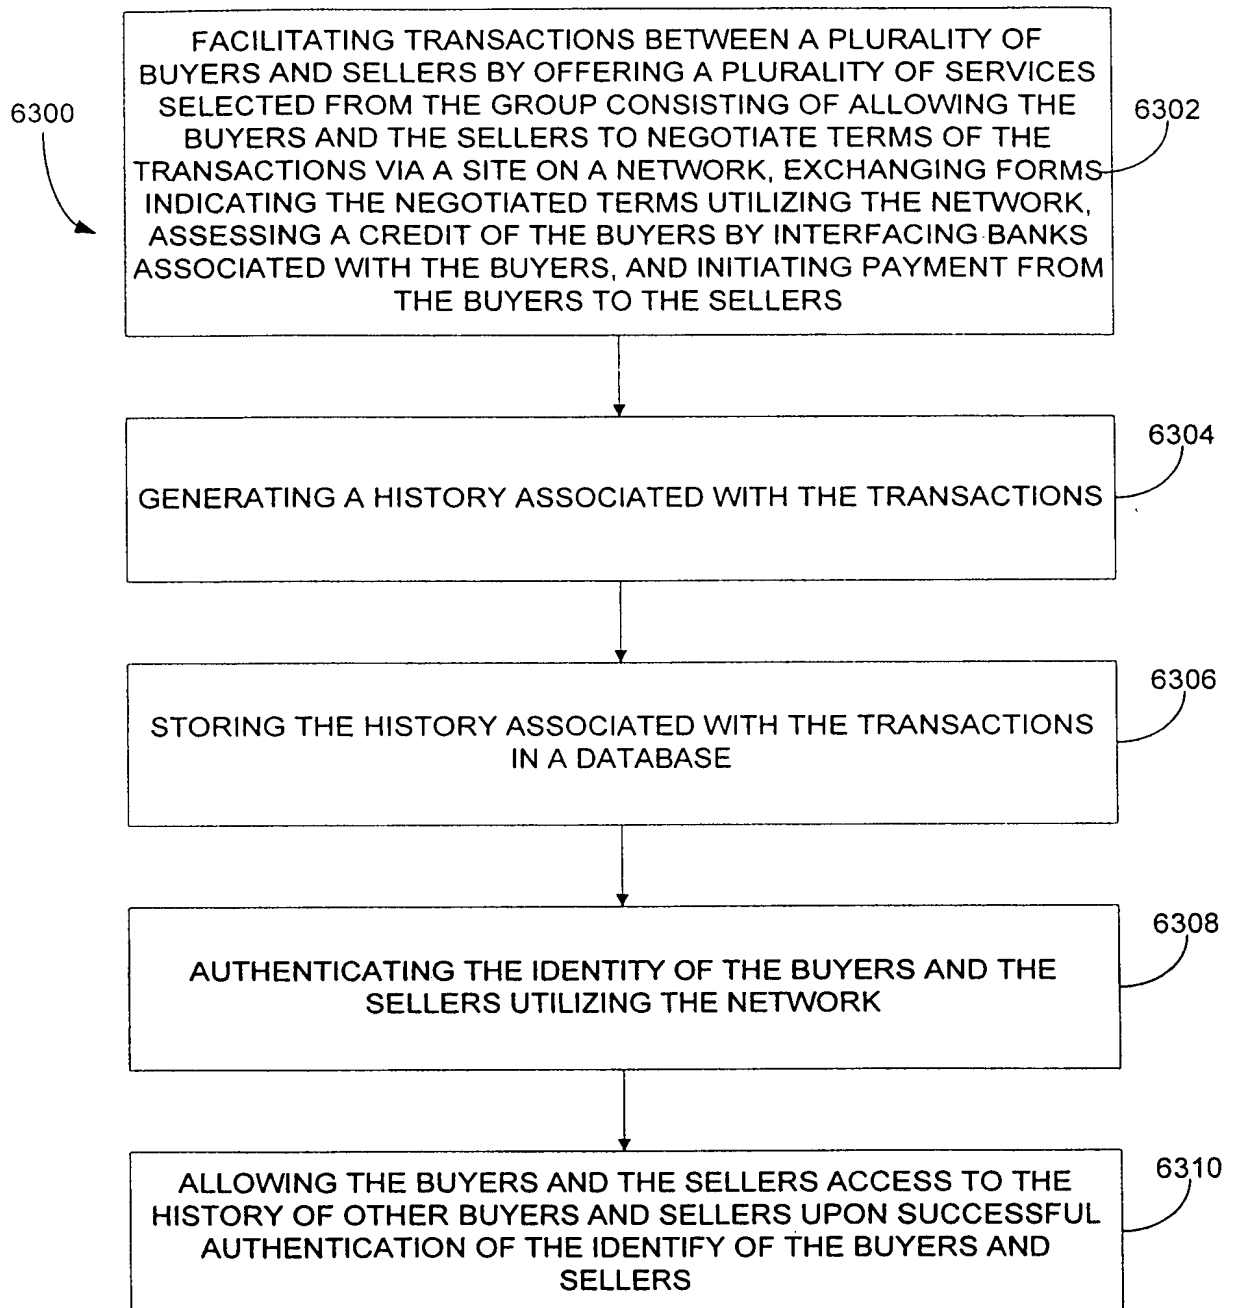 FACILITATING TRANSACTIONS BETWEEN A PLURALITY OF
BUYERS AND SELLERS BY OFFERING A PLURALITY OF SERVICES
SELECTED FROM THE GROUP CONSISTING OF ALLOWING THE
BUYERS AND THE SELLERS TO NEGOTIATE TERMS OF THE
TRANSACTIONS VIA A SITE ON A NETWORK, EXCHANGING FORMS
INDICATING THE NEGOTIATED TERMS UTILIZING THE NETWORK,
ASSESSING A CREDIT OF THE BUYERS BY INTERFACING BANKS
ASSOCIATED WITH THE BUYERS, AND INITIATING PAYMENT FROM
THE BUYERS TO THE SELLERS
6300
6302
GENERATING A HISTORY ASSOCIATED WITH THE TRANSACTIONS
6304
STORING THE HISTORY ASSOCIATED WITH THE TRANSACTIONS
IN A DATABASE
6306
AUTHENTICATING THE IDENTITY OF THE BUYERS AND THE
SELLERS UTILIZING THE NETWORK
6308
ALLOWING THE BUYERS AND THE SELLERS ACCESS TO THE
HISTORY OF OTHER BUYERS AND SELLERS UPON SUCCESSFUL
AUTHENTICATION OF THE IDENTIFY OF THE BUYERS AND
SELLERS
6310